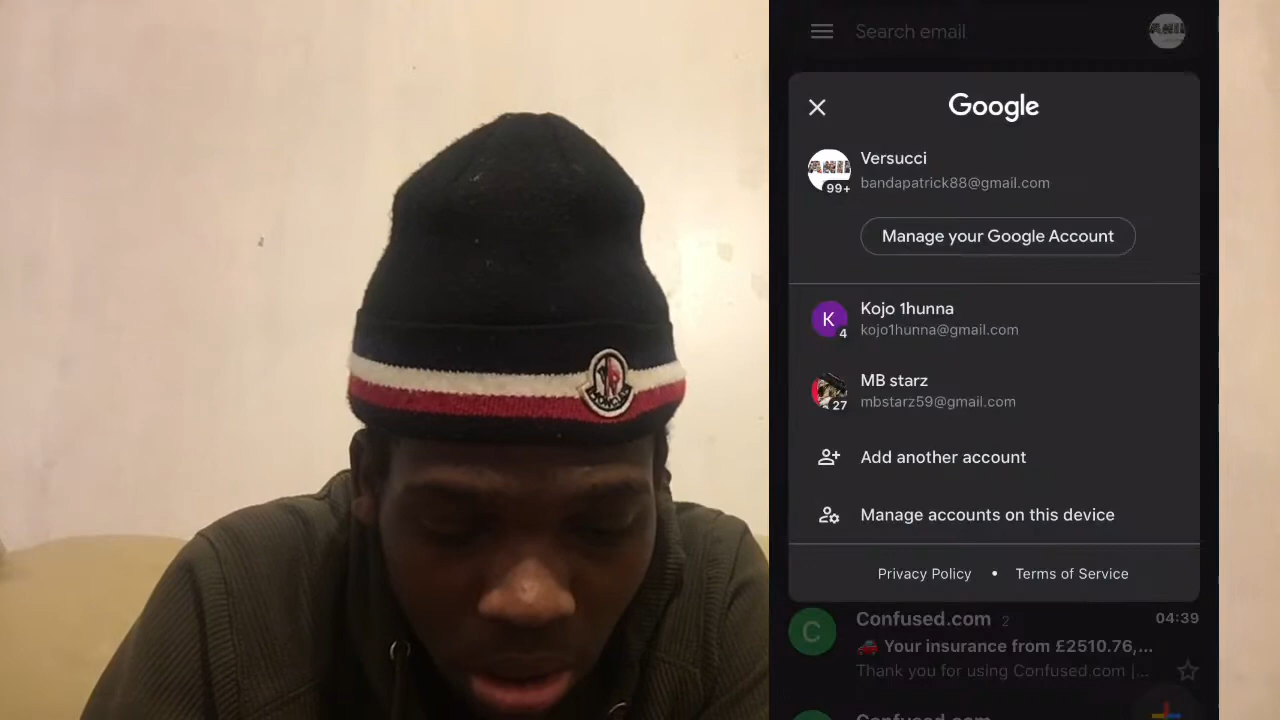 MONCLER
Search email
Google
Versucci
99+
bandapatrick88@gmail.com
Manage your Google Account
K
Kojo 1hunna
4
kojo1hunna@gmail.com
MB starz
27
mbstarz59@gmail.com
Add another account
Manage accounts on this device
Privacy Policy • Terms of Service
C
Confused.com 2
04:39
🚗 Your insurance from £2510.76,...
Thank you for using Confused.com |...